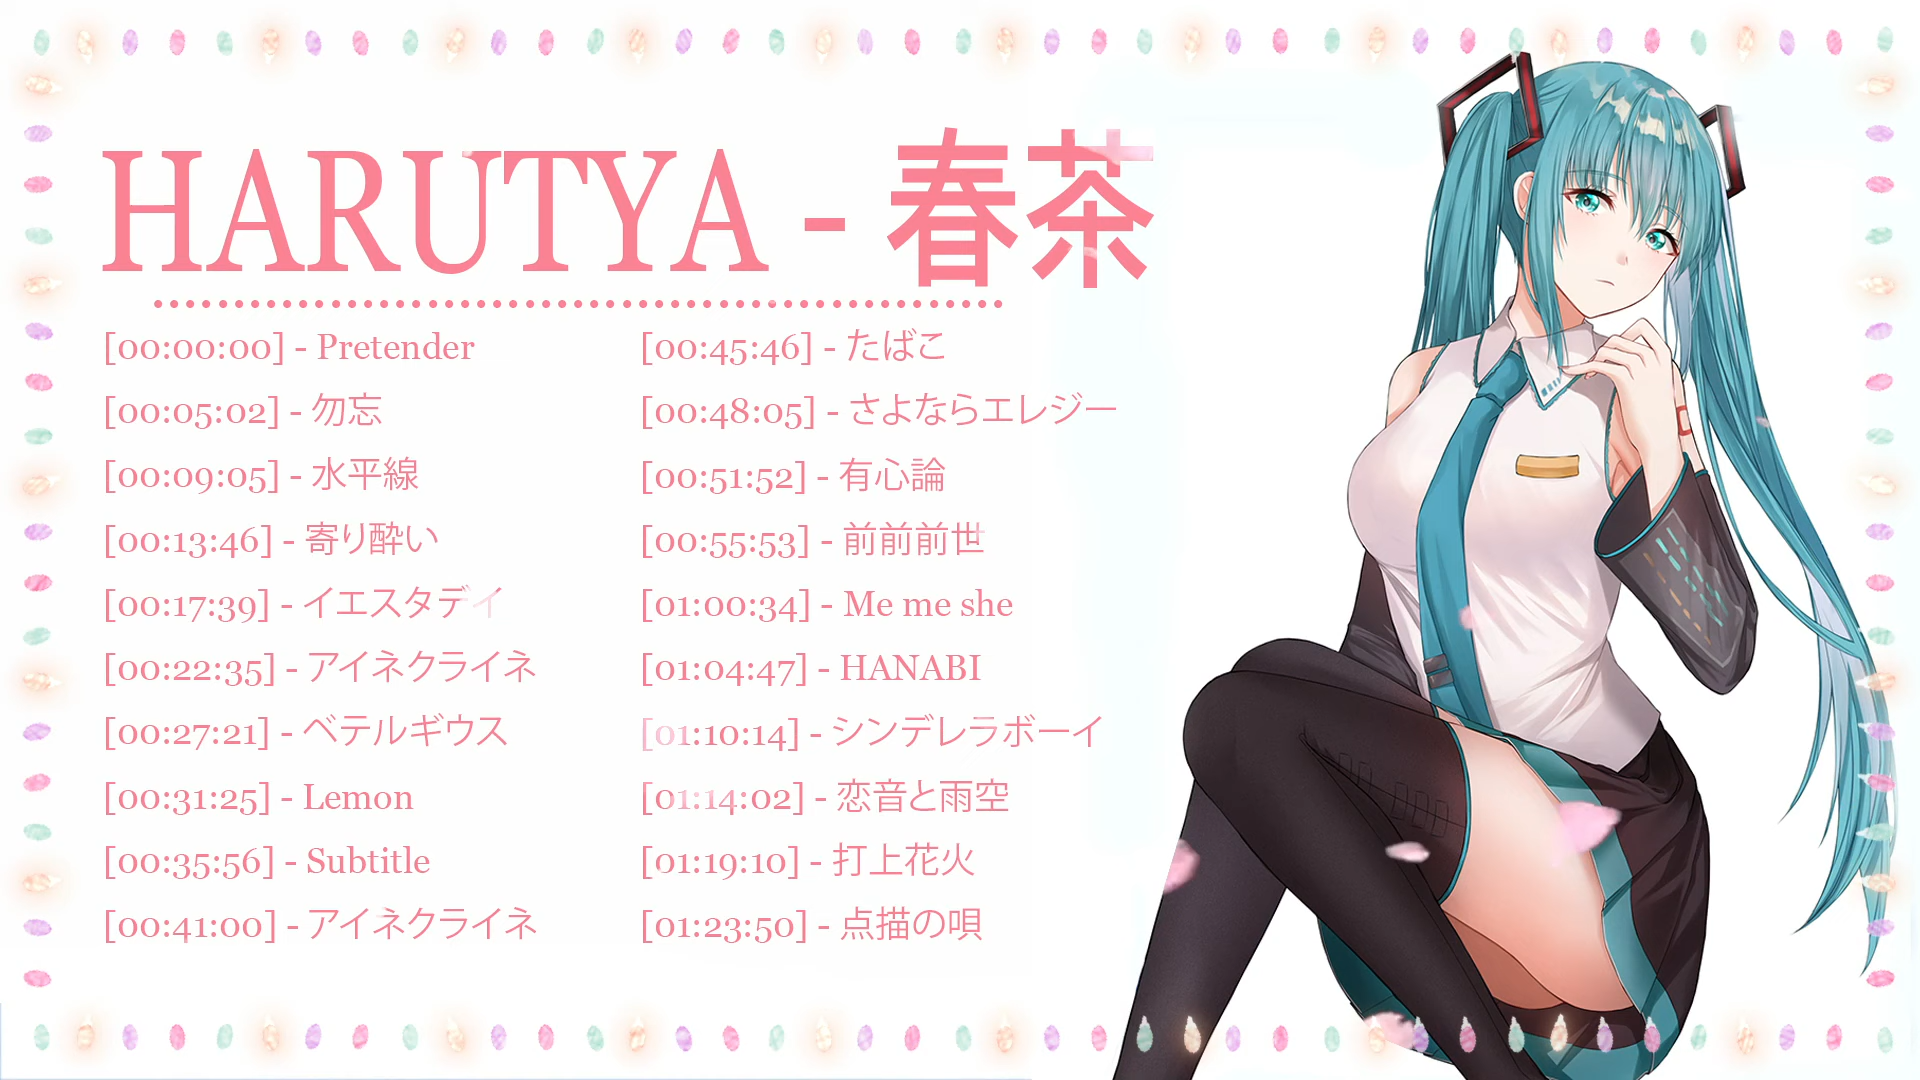 HARUTYA - 春茶
[00:00:00] - Pretender
[00:05:02] - 勿忘
[00:09:05] - 水平線
[00:13:46] - 寄り酔い
[00:17:39] - イエスタデイ
[00:22:35] - アイネクライネ
[00:27:21] - ベテルギウス
[00:31:25] - Lemon
[00:35:56] - Subtitle
[00:41:00] - アイネクライネ
[00:45:46] - たばこ
[00:48:05] - さよならエレジー
[00:51:52] - 有心論
[00:55:53] - 前前前世
[01:00:34] - Me me she
[01:04:47] - HANABI
[01:10:14] - シンデレラボーイ
[01:14:02] - 恋音と雨空
[01:19:10] - 打上花火
[01:23:50] - 点描の唄